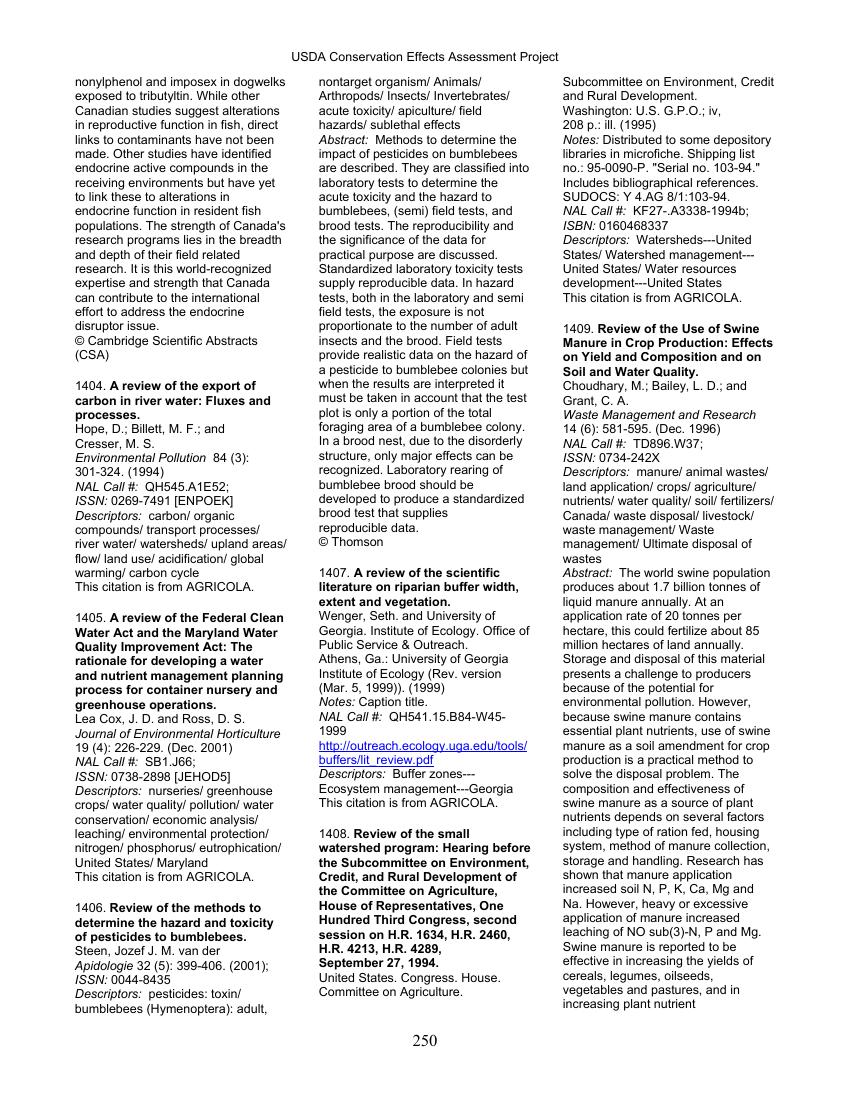 USDA Conservation Effects Assessment Project
nonylphenol and imposex in dogwelks
exposed to tributyltin. While other
Canadian studies suggest alterations
in reproductive function in fish, direct
links to contaminants have not been
made. Other studies have identified
endocrine active compounds in the
receiving environments but have yet
to link these to alterations in
endocrine function in resident fish
populations. The strength of Canada's
research programs lies in the breadth
and depth of their field related
research. It is this world-recognized
expertise and strength that Canada
can contribute to the international
effort to address the endocrine
disruptor issue.
© Cambridge Scientific Abstracts
(CSA)
1404. A review of the export of
carbon in river water: Fluxes and
processes.
Hope, D.; Billett, M. F.; and
Cresser, M. S.
Environmental Pollution 84 (3):
301-324. (1994)
NAL Call #: QH545.A1E52;
ISSN: 0269-7491 [ENPOEK]
Descriptors: carbon/ organic
compounds/ transport processes/
river water/ watersheds/ upland areas/
flow/ land use/ acidification/ global
warming/ carbon cycle
This citation is from AGRICOLA.
1405. A review of the Federal Clean
Water Act and the Maryland Water
Quality Improvement Act: The
rationale for developing a water
and nutrient management planning
process for container nursery and
greenhouse operations.
Lea Cox, J. D. and Ross, D. S.
Journal of Environmental Horticulture
19 (4): 226-229. (Dec. 2001)
NAL Call #: SB1.J66;
ISSN: 0738-2898 [JEHOD5]
Descriptors: nurseries/ greenhouse
crops/ water quality/ pollution/ water
conservation/ economic analysis/
leaching/ environmental protection/
nitrogen/ phosphorus/ eutrophication/
United States/ Maryland
This citation is from AGRICOLA.
1406. Review of the methods to
determine the hazard and toxicity
of pesticides to bumblebees.
Steen, Jozef J. M. van der
Apidologie 32 (5): 399-406. (2001);
ISSN: 0044-8435
Descriptors: pesticides: toxin/
bumblebees (Hymenoptera): adult,
nontarget organism/ Animals/
Arthropods/ Insects/ Invertebrates/
acute toxicity/ apiculture/ field
hazards/ sublethal effects
Abstract: Methods to determine the
impact of pesticides on bumblebees
are described. They are classified into
laboratory tests to determine the
acute toxicity and the hazard to
bumblebees, (semi) field tests, and
brood tests. The reproducibility and
the significance of the data for
practical purpose are discussed.
Standardized laboratory toxicity tests
supply reproducible data. In hazard
tests, both in the laboratory and semi
field tests, the exposure is not
proportionate to the number of adult
insects and the brood. Field tests
provide realistic data on the hazard of
a pesticide to bumblebee colonies but
when the results are interpreted it
must be taken in account that the test
plot is only a portion of the total
foraging area of a bumblebee colony.
In a brood nest, due to the disorderly
structure, only major effects can be
recognized. Laboratory rearing of
bumblebee brood should be
developed to produce a standardized
brood test that supplies
reproducible data.
© Thomson
1407. A review of the scientific
literature on riparian buffer width,
extent and vegetation.
Wenger, Seth. and University of
Georgia. Institute of Ecology. Office of
Public Service & Outreach.
Athens, Ga.: University of Georgia
Institute of Ecology (Rev. version
(Mar. 5, 1999)). (1999)
Notes: Caption title.
NAL Call #: QH541.15.B84-W45-
1999
http://outreach.ecology.uga.edu/tools/
buffers/lit_review.pdf
Descriptors: Buffer zones---
Ecosystem management---Georgia
This citation is from AGRICOLA.
1408. Review of the small
watershed program: Hearing before
the Subcommittee on Environment,
Credit, and Rural Development of
the Committee on Agriculture,
House of Representatives, One
Hundred Third Congress, second
session on H.R. 1634, H.R. 2460,
H.R. 4213, H.R. 4289,
September 27, 1994.
United States. Congress. House.
Committee on Agriculture.
Subcommittee on Environment, Credit
and Rural Development.
Washington: U.S. G.P.O.; iv,
208 p.: ill. (1995)
Notes: Distributed to some depository
libraries in microfiche. Shipping list
no.: 95-0090-P. "Serial no. 103-94."
Includes bibliographical references.
SUDOCS: Y 4.AG 8/1:103-94.
NAL Call #: KF27-.A3338-1994b;
ISBN: 0160468337
Descriptors: Watersheds---United
States/ Watershed management---
United States/ Water resources
development---United States
This citation is from AGRICOLA.
1409. Review of the Use of Swine
Manure in Crop Production: Effects
on Yield and Composition and on
Soil and Water Quality.
Choudhary, M.; Bailey, L. D.; and
Grant, C. A.
Waste Management and Research
14 (6): 581-595. (Dec. 1996)
NAL Call #: TD896.W37;
ISSN: 0734-242X
Descriptors: manure/ animal wastes/
land application/ crops/ agriculture/
nutrients/ water quality/ soil/ fertilizers/
Canada/ waste disposal/ livestock/
waste management/ Waste
management/ Ultimate disposal of
wastes
Abstract: The world swine population
produces about 1.7 billion tonnes of
liquid manure annually. At an
application rate of 20 tonnes per
hectare, this could fertilize about 85
million hectares of land annually.
Storage and disposal of this material
presents a challenge to producers
because of the potential for
environmental pollution. However,
because swine manure contains
essential plant nutrients, use of swine
manure as a soil amendment for crop
production is a practical method to
solve the disposal problem. The
composition and effectiveness of
swine manure as a source of plant
nutrients depends on several factors
including type of ration fed, housing
system, method of manure collection,
storage and handling. Research has
shown that manure application
increased soil N, P, K, Ca, Mg and
Na. However, heavy or excessive
application of manure increased
leaching of NO sub(3)-N, P and Mg.
Swine manure is reported to be
effective in increasing the yields of
cereals, legumes, oilseeds,
vegetables and pastures, and in
increasing plant nutrient
250